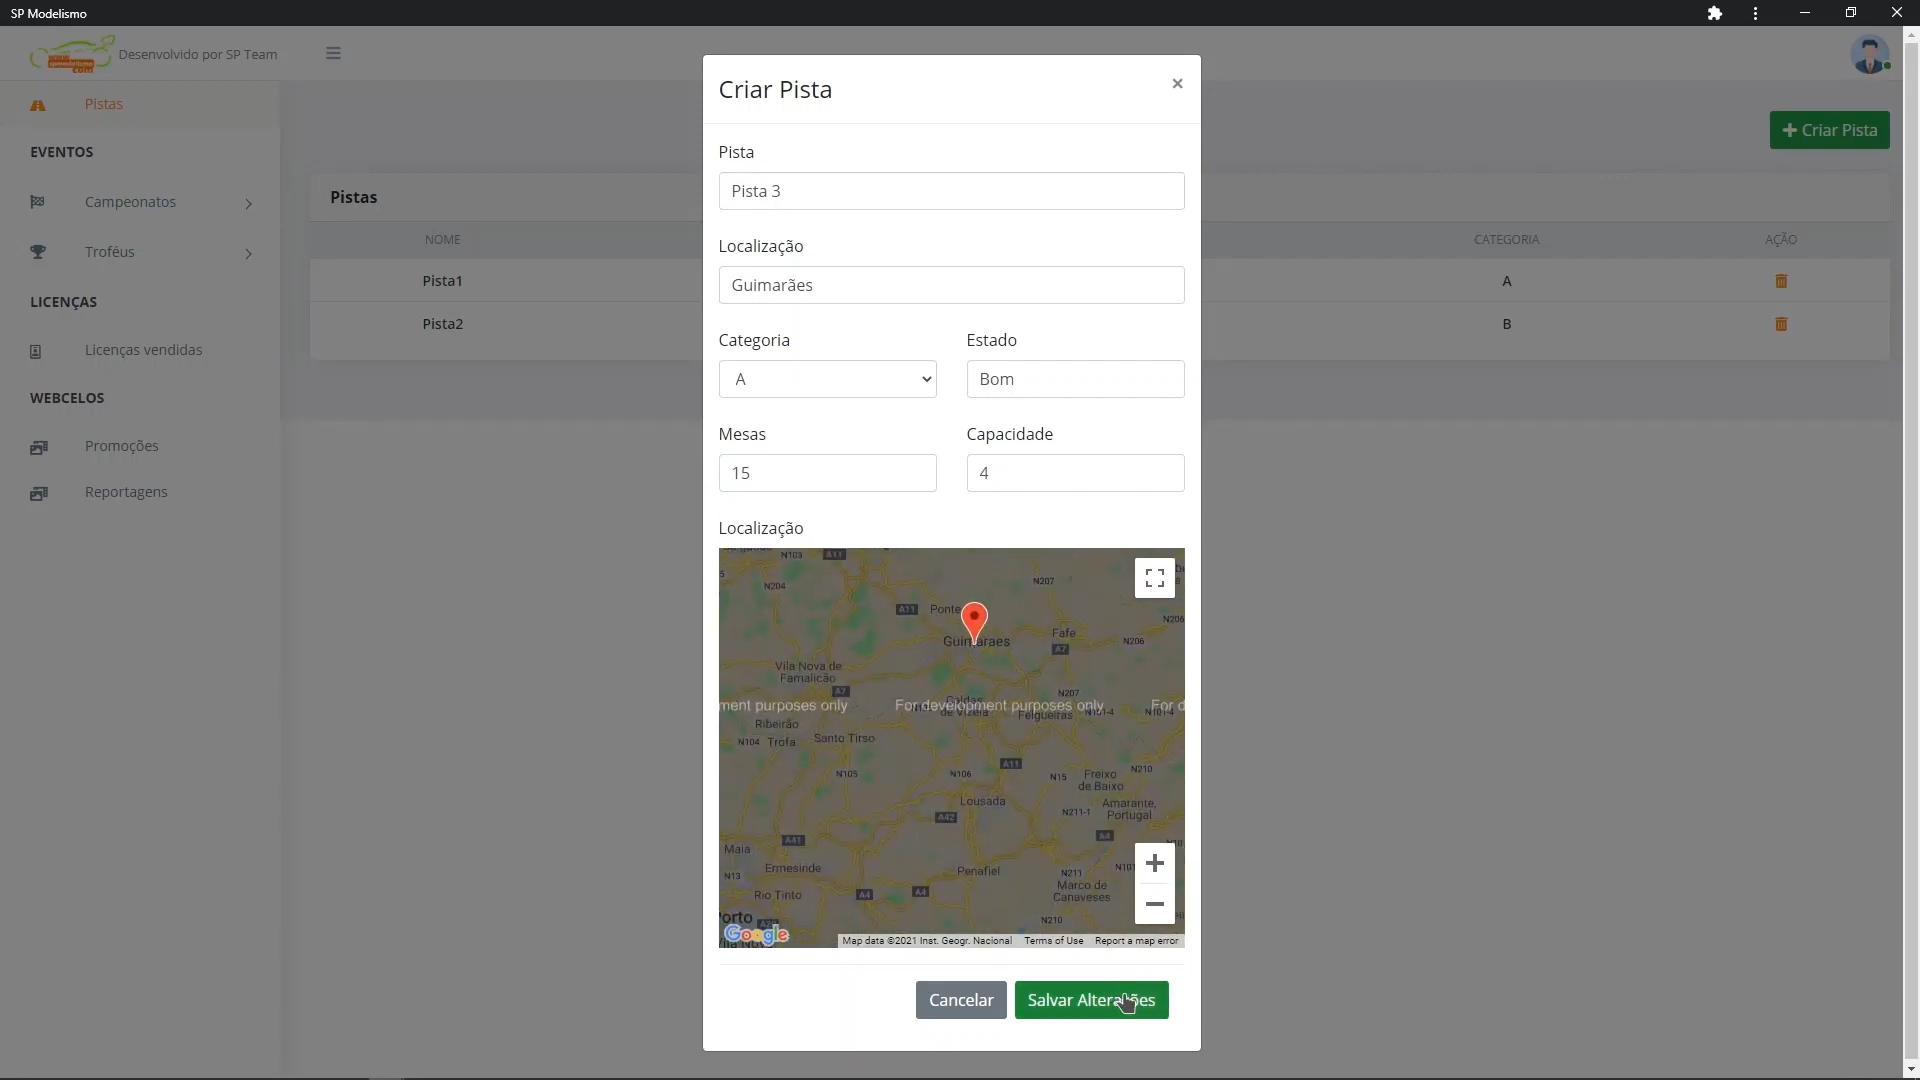 SP Modelismo
Desenvolvido por SP Team
Pistas
EVENTOS
Campeonatos
Troféus
LICENÇAS
Licenças vendidas
WEBCELOS
Promoções
Reportagens
Criar Pista
Pistas
NOME CATEGORIA AÇÃO
Pista1 A
Pista2 B
Criar Pista
×
Pista
Pista 3
Localização
Guimarães
Categoria Estado
A Bom
Mesas Capacidade
15 4
Localização
N103 A11
N204 N207
A11 Ponte N206
Guimaraes Fafe
A7 N206
Vila Nova de
Famalicão
A7 N207
ment purposes only For development purposes only For d
Caldas
de Vizela Felgueiras N101-4 N101-4
Ribeirão
N104 Trofa Santo Tirso
A11
N105 N106 N15 Freixo
de Baixo N210
Lousada Amarante,
Portugal
A42 N211-1
A41 A4
Maia
Ermesinde Penafiel N101
N13 N211
Rio Tinto A4 A4 Marco de
Canaveses
orto N210
Google
Map data ©2021 Inst. Geogr. Nacional Terms of Use Report a map error
Cancelar Salvar Alterações